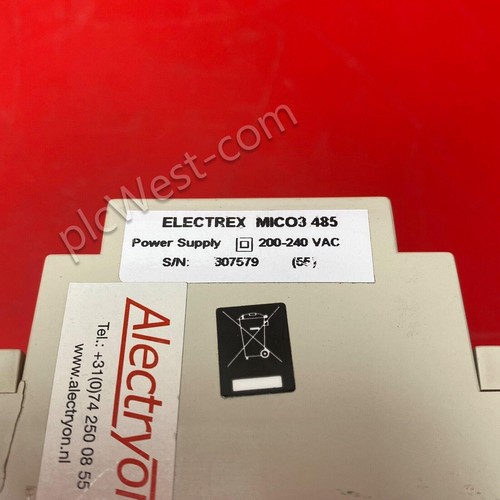 plcWest-com
ELECTREX MICO3 485
Power Supply 200-240 VAC
S/N: 307579 (55)
Alectryon
Tel.: +31(0)74 250 08 55
www.alectryon.nl